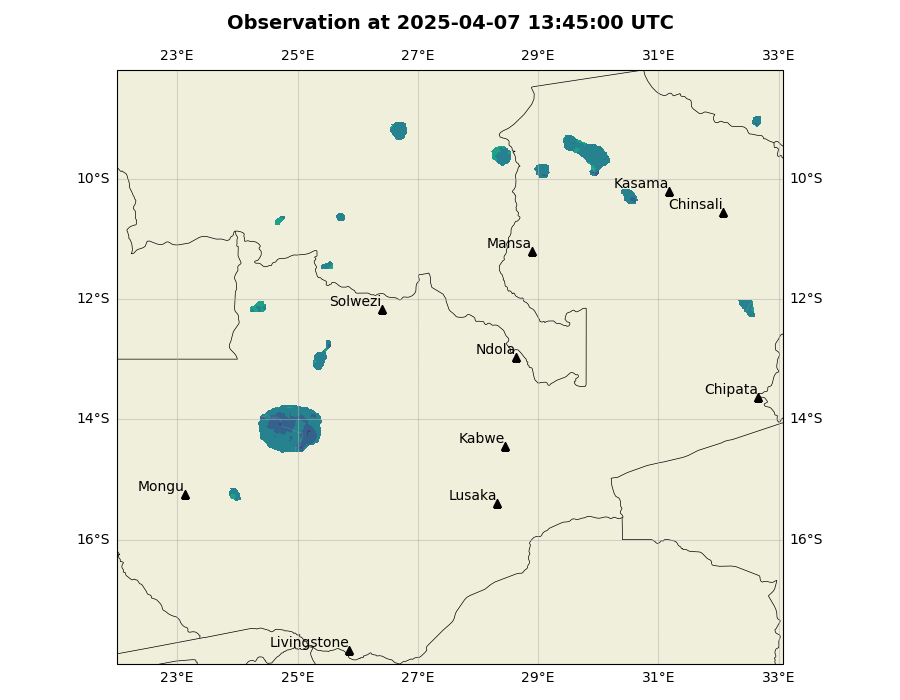 Observation at 2025-04-07 13:45:00 UTC
23°E 25°E 27°E 29°E 31°E 33°E
10°S 10°S
Kasama
Chinsali
Mansa
12°S 12°S
Solwezi
Ndola
Chipata
14°S 14°S
Kabwe
Mongu
Lusaka
16°S 16°S
Livingstone
23°E 25°E 27°E 29°E 31°E 33°E